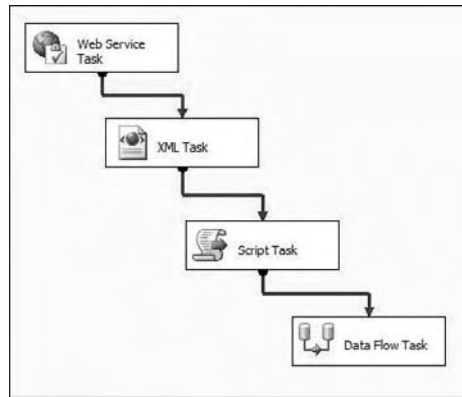 Web Service
Task
XML Task
Script Task
Data Flow Task